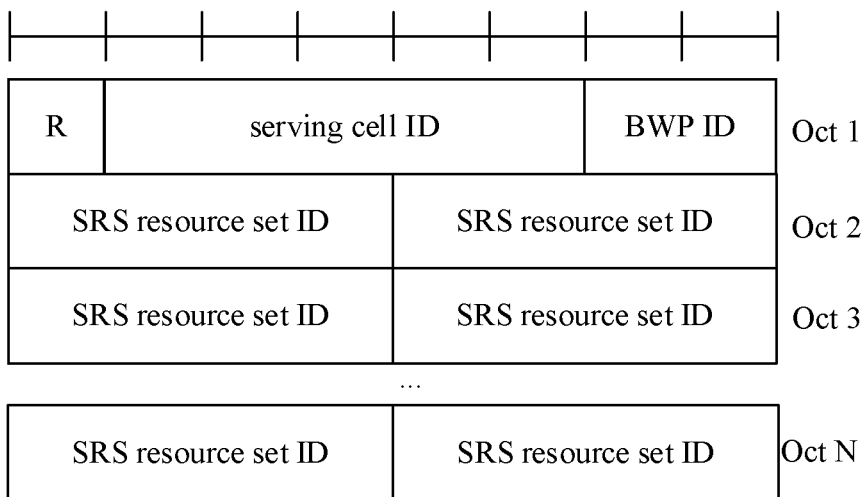 R serving cell ID BWP ID Oct 1
SRS resource set ID SRS resource set ID Oct 2
SRS resource set ID SRS resource set ID Oct 3
...
SRS resource set ID SRS resource set ID Oct N